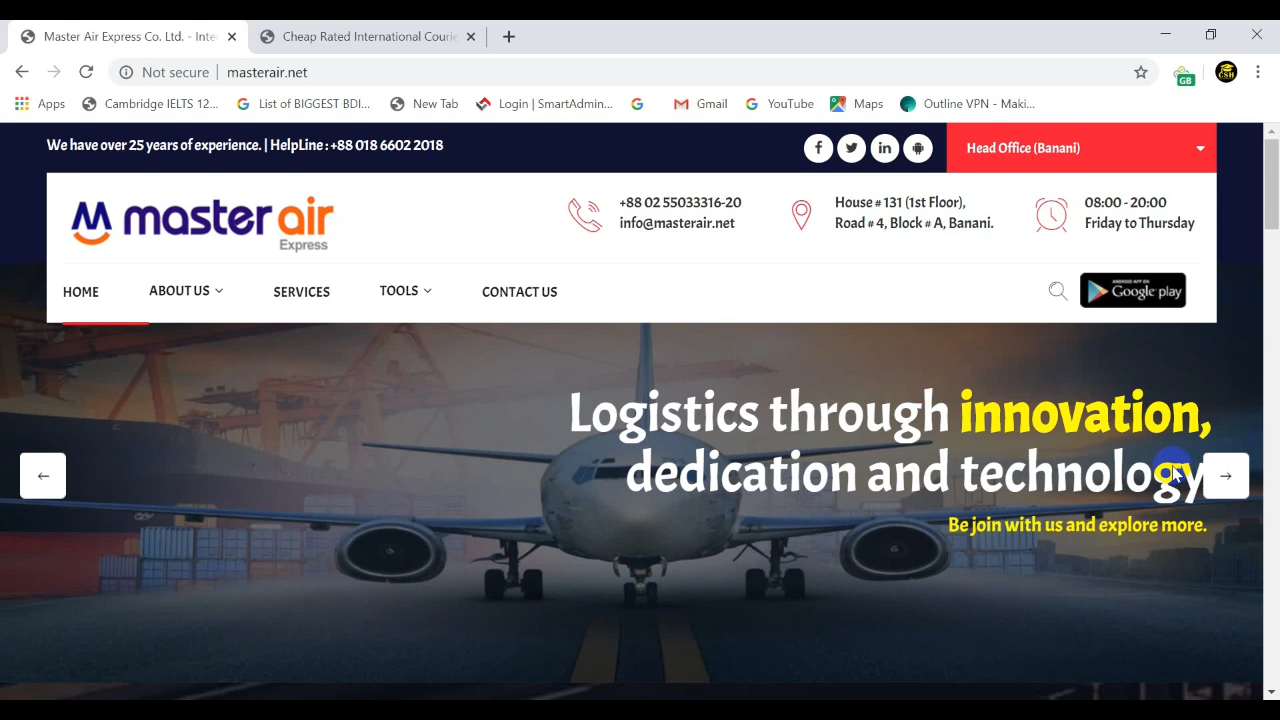 Master Air Express Co. Ltd. - Inte
Cheap Rated International Courie
Not secure
masterair.net
Apps
Cambridge IELTS 12...
List of BIGGEST BDI...
New Tab
Login | SmartAdmin...
Gmail
YouTube
Maps
Outline VPN - Maki...
GB
CSH
We have over 25 years of experience. | HelpLine : +88 018 6602 2018
Head Office (Banani)
master air
Express
+88 02 55033316-20
info@masterair.net
House # 131 (1st Floor),
Road # 4, Block # A, Banani.
08:00 - 20:00
Friday to Thursday
HOME
ABOUT US
SERVICES
TOOLS
CONTACT US
ANDROID APP ON
Google play
Logistics through innovation,
dedication and technology
Be join with us and explore more.